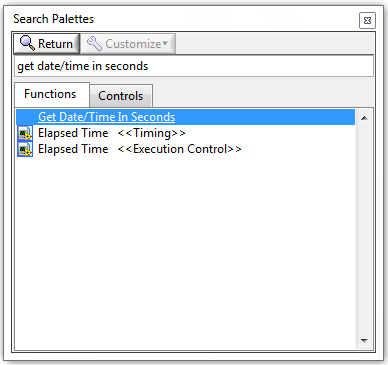 Search Palettes
Return Customize
get date/time in seconds
Functions Controls
Get Date/Time In Seconds
Elapsed Time <<Timing>>
Elapsed Time <<Execution Control>>